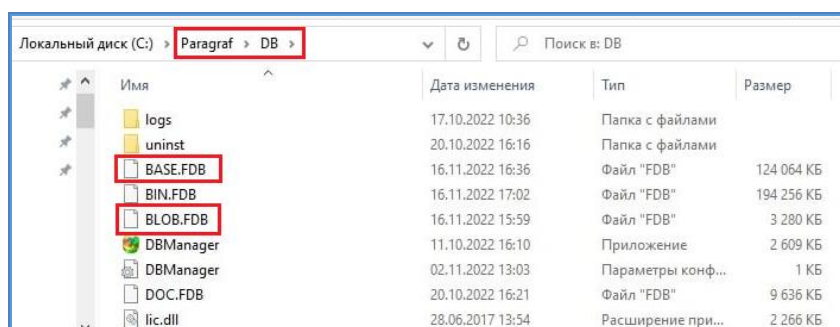 Локальный диск (C:) › Paragraf › DB › Поиск в: DB
Имя Дата изменения Тип Размер
logs 17.10.2022 10:36 Папка с файлами
uninst 20.10.2022 16:16 Папка с файлами
BASE.FDB 16.11.2022 16:36 Файл "FDB" 124 064 КБ
BIN.FDB 16.11.2022 17:02 Файл "FDB" 194 256 КБ
BLOB.FDB 16.11.2022 15:59 Файл "FDB" 3 280 КБ
DBManager 11.10.2022 16:10 Приложение 2 609 КБ
DBManager 02.11.2022 13:03 Параметры конф... 1 КБ
DOC.FDB 20.10.2022 16:21 Файл "FDB" 9 636 КБ
lic.dll 28.06.2017 13:54 Расширение при... 2 266 КБ